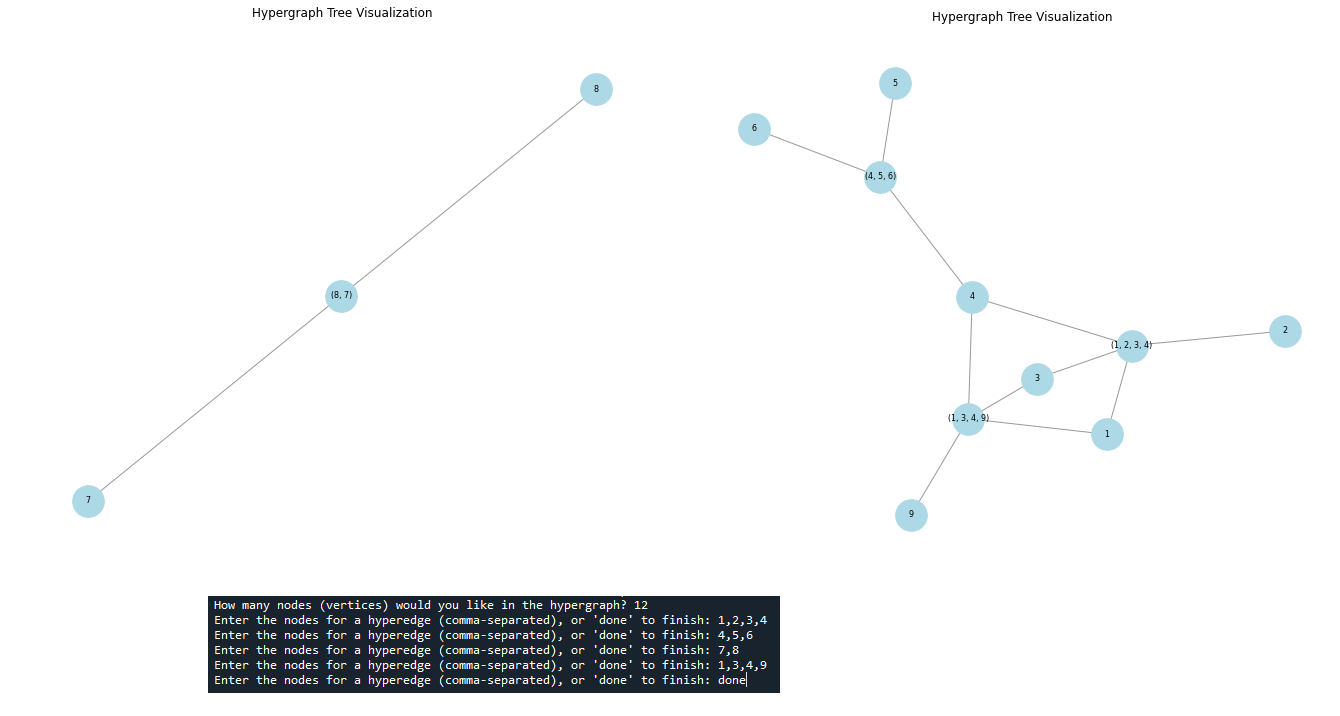 Hypergraph Tree Visualization
8
(8, 7)
7
Hypergraph Tree Visualization
5
6
(4, 5, 6)
4
2
(1, 2, 3, 4)
3
(1, 3, 4, 9)
1
9
How many nodes (vertices) would you like in the hypergraph? 12
Enter the nodes for a hyperedge (comma-separated), or 'done' to finish: 1,2,3,4
Enter the nodes for a hyperedge (comma-separated), or 'done' to finish: 4,5,6
Enter the nodes for a hyperedge (comma-separated), or 'done' to finish: 7,8
Enter the nodes for a hyperedge (comma-separated), or 'done' to finish: 1,3,4,9
Enter the nodes for a hyperedge (comma-separated), or 'done' to finish: done